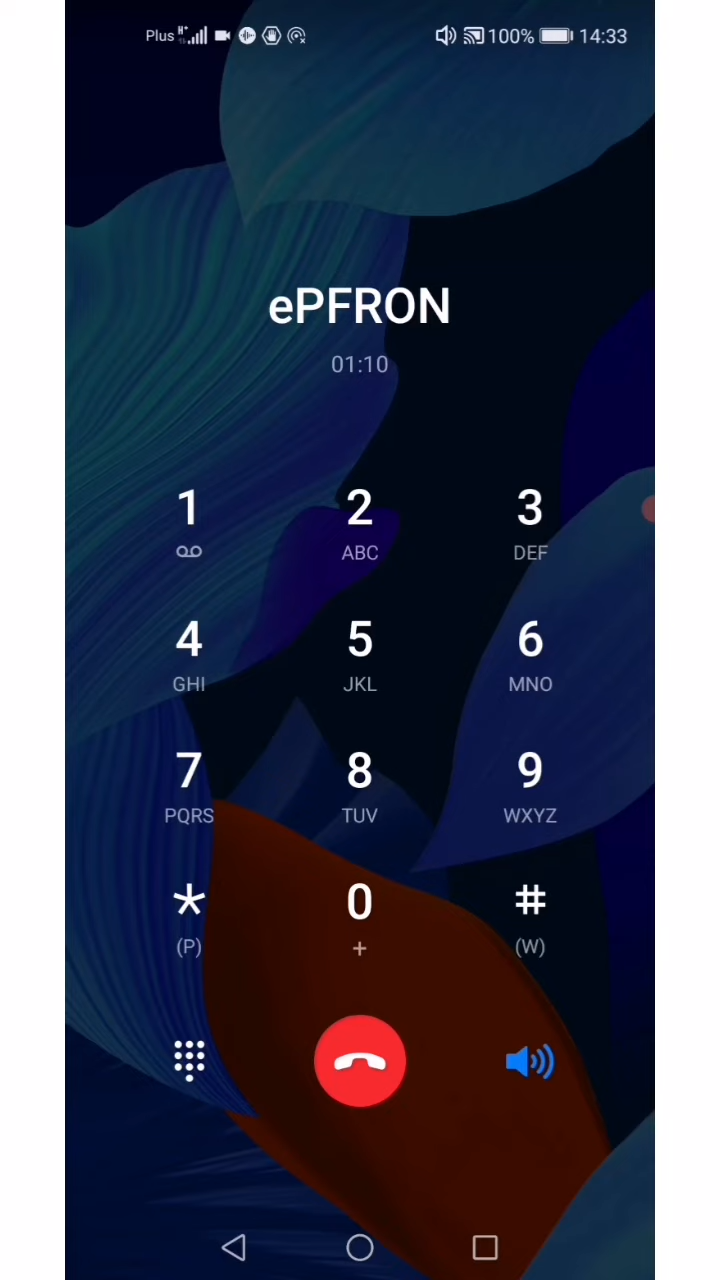 Plus H+ 100% 14:33
ePFRON
01:10
1 2 3
ABC DEF
4 5 6
GHI JKL MNO
7 8 9
PQRS TUV WXYZ
* 0 #
(P) + (W)